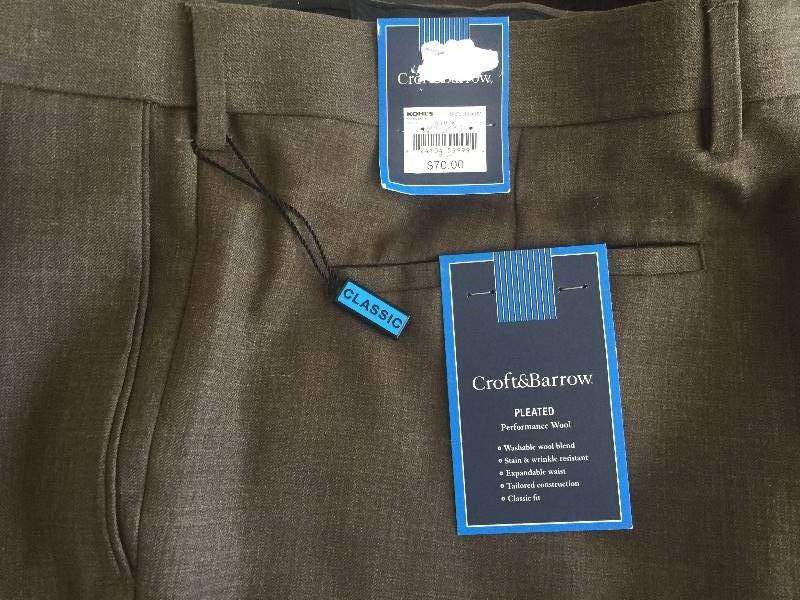 Croft&Barrow
KOHL'S
$70.00
CLASSIC
Croft&Barrow
PLEATED
Performance Wool
Washable wool blend
Stain & wrinkle resistant
Expandable waist
Tailored construction
Classic fit